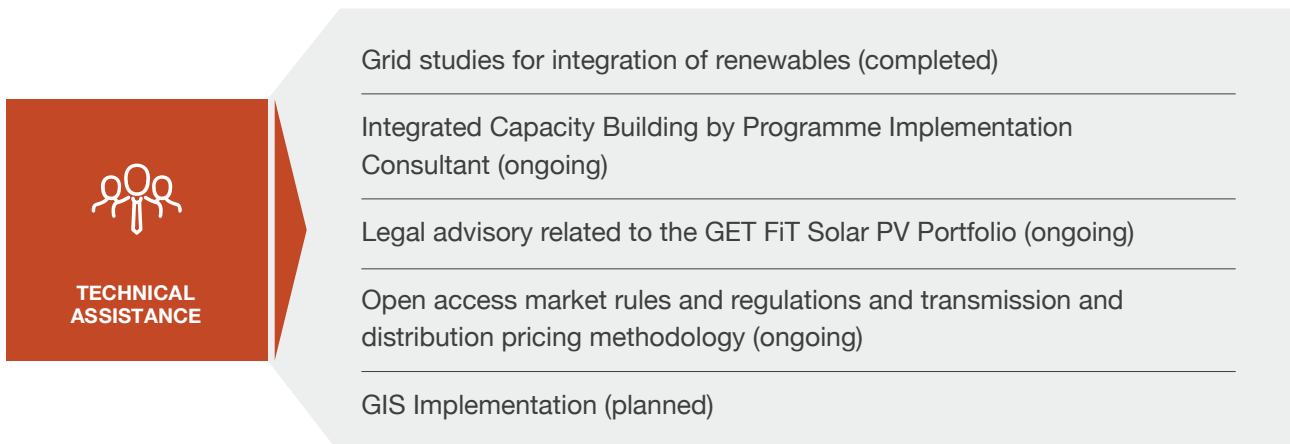 TECHNICAL
ASSISTANCE
Grid studies for integration of renewables (completed)
Integrated Capacity Building by Programme Implementation
Consultant (ongoing)
Legal advisory related to the GET FiT Solar PV Portfolio (ongoing)
Open access market rules and regulations and transmission and
distribution pricing methodology (ongoing)
GIS Implementation (planned)